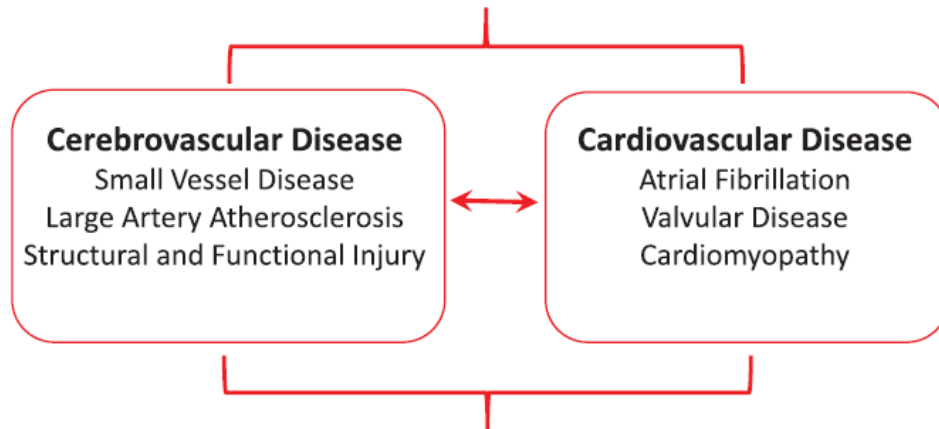 Cerebrovascular Disease
Small Vessel Disease
Large Artery Atherosclerosis
Structural and Functional Injury
Cardiovascular Disease
Atrial Fibrillation
Valvular Disease
Cardiomyopathy